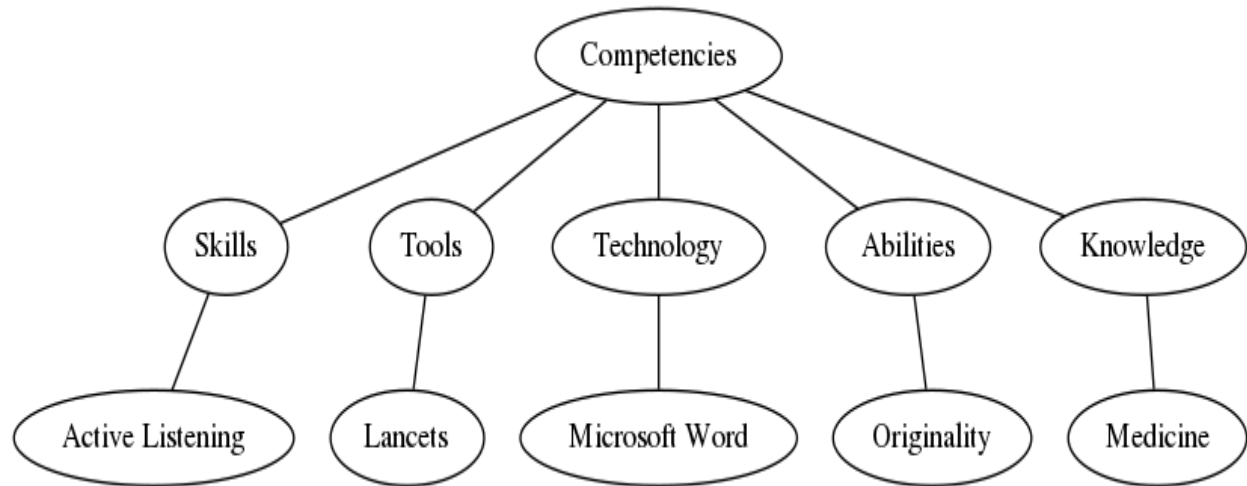 Competencies
Skills
Tools
Technology
Abilities
Knowledge
Active Listening
Lancets
Microsoft Word
Originality
Medicine